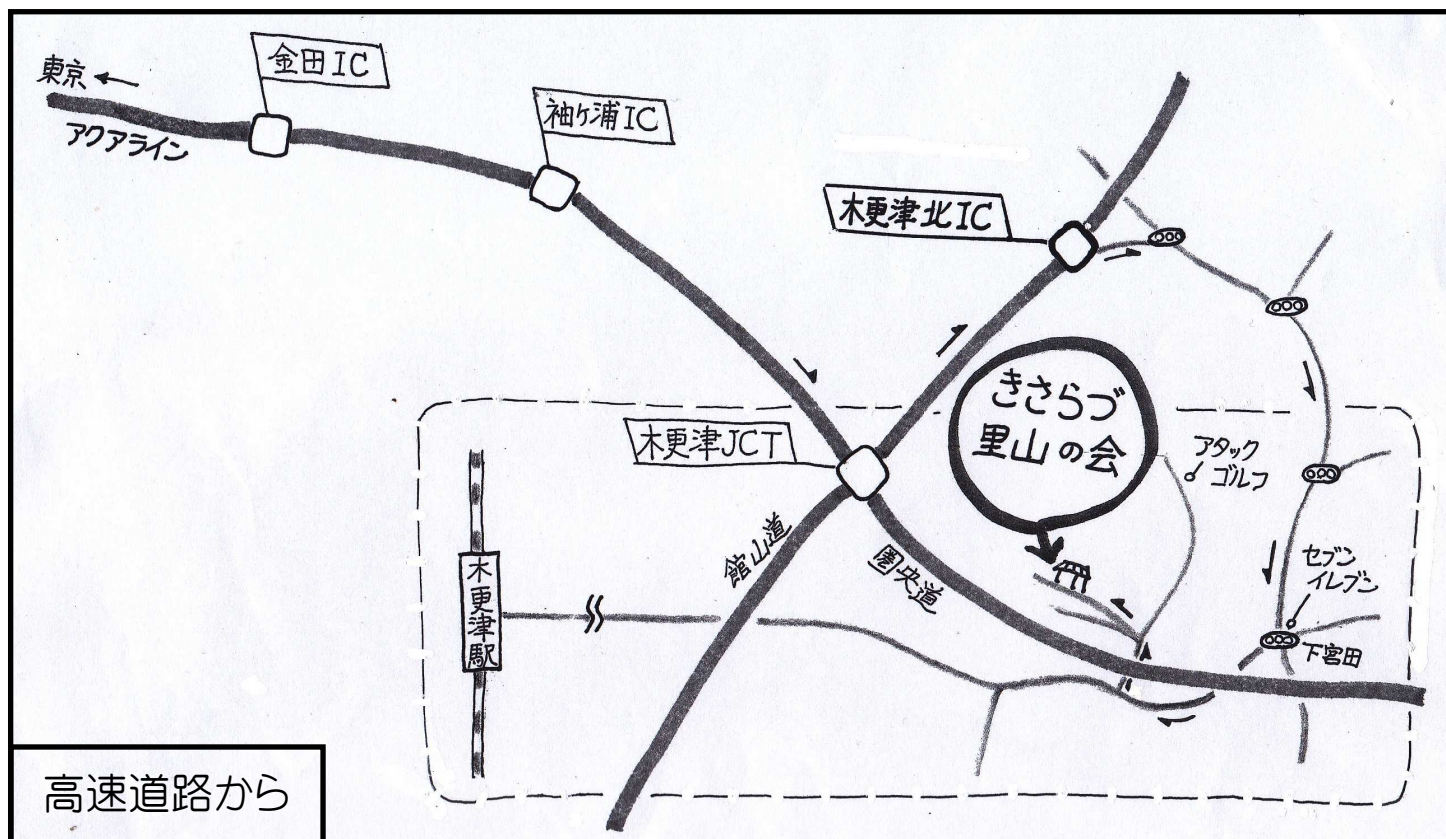 東京
アクアライン
金田IC
袖ケ浦IC
木更津北IC
木更津JCT
きさらづ
里山の会
アタック
ゴルフ
館山道
圏央道
セブン
イレブン
下宮田
木更津駅
高速道路から